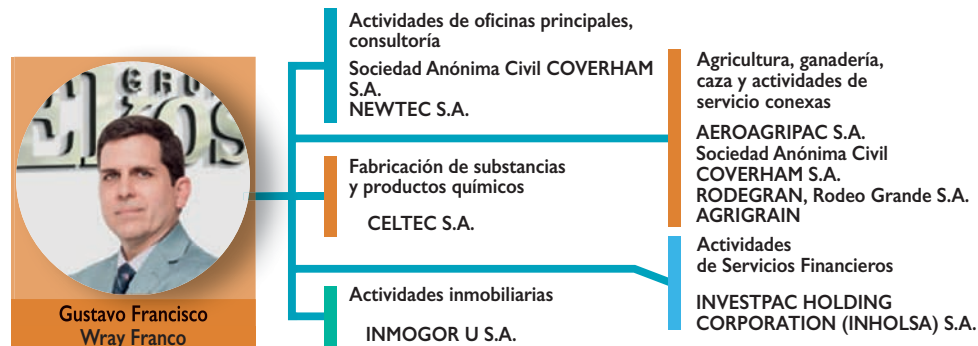 GRU
Ekos
Gustavo Francisco
Wray Franco
Actividades de oficinas principales,
consultoría
Sociedad Anónima Civil COVERHAM
S.A.
NEWTEC S.A.
Fabricación de substancias
y productos químicos
CELTEC S.A.
Actividades inmobiliarias
INMOGOR U S.A.
Agricultura, ganadería,
caza y actividades de
servicio conexas
AEROAGRIPAC S.A.
Sociedad Anónima Civil
COVERHAM S.A.
RODEGRAN, Rodeo Grande S.A.
AGRIGRAIN
Actividades
de Servicios Financieros
INVESTPAC HOLDING
CORPORATION (INHOLSA) S.A.